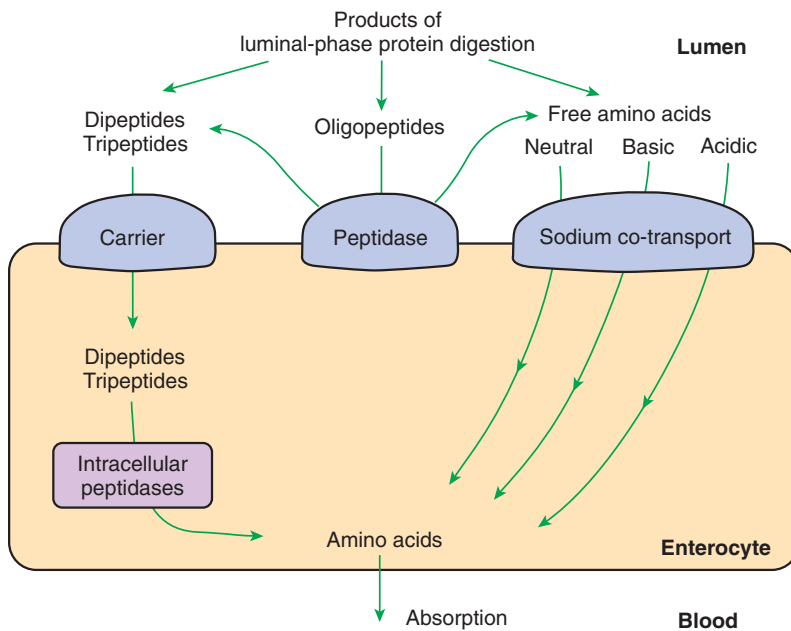 Products of
luminal-phase protein digestion
Lumen
Dipeptides
Tripeptides
Oligopeptides
Free amino acids
Neutral
Basic
Acidic
Carrier
Peptidase
Sodium co-transport
Dipeptides
Tripeptides
Intracellular
peptidases
Amino acids
Enterocyte
Absorption
Blood